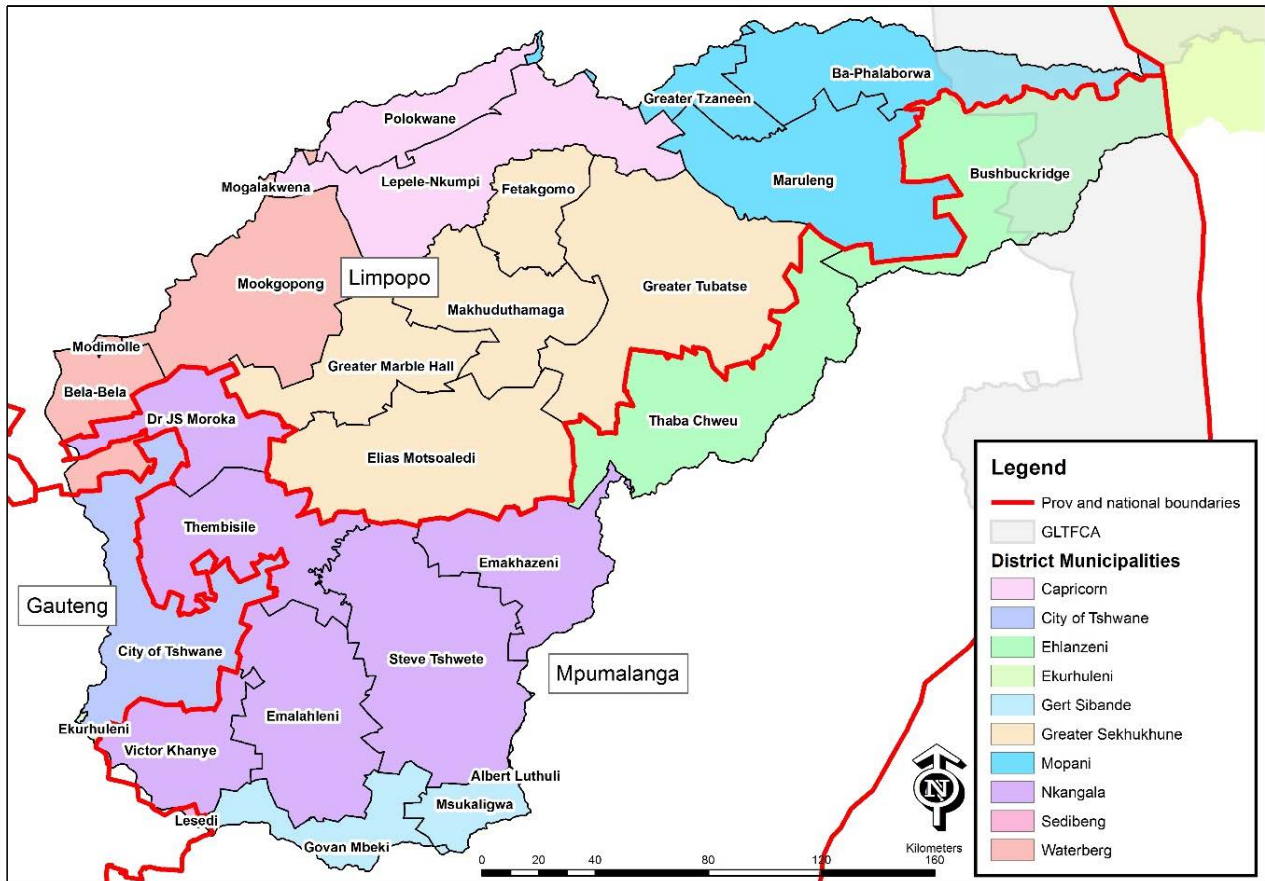 Ba-Phalaborwa
Greater Tzaneen
Polokwane
Bushbuckridge
Maruleng
Lepele-Nkumpi
Mogalakwena
Fetakgomo
Mookgopong
Limpopo
Greater Tubatse
Makhuduthamaga
Modimolle
Greater Marble Hall
Bela-Bela
Dr JS Moroka
Thaba Chweu
Elias Motsoaledi
Thembisile
Emakhazeni
Gauteng
City of Tshwane
Steve Tshwete
Mpumalanga
Emalahleni
Ekurhuleni
Victor Khanye
Albert Luthuli
Msukaligwa
Lesedi
Govan Mbeki
Legend
Prov and national boundaries
GLTFCA
District Municipalities
Capricorn
City of Tshwane
Ehlanzeni
Ekurhuleni
Gert Sibande
Greater Sekhukhune
Mopani
Nkangala
Sedibeng
Waterberg
N
Kilometers
0 20 40 80 120 160